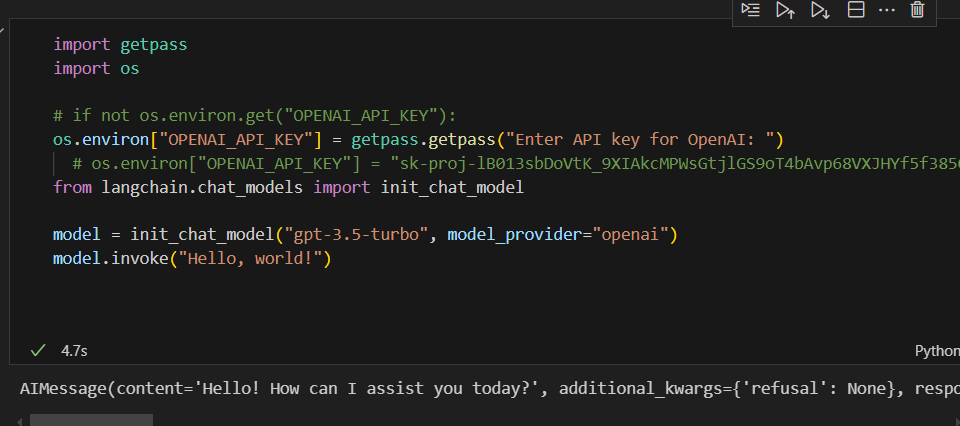 import getpass
import os
# if not os.environ.get("OPENAI_API_KEY"):
os.environ["OPENAI_API_KEY"] = getpass.getpass("Enter API key for OpenAI: ")
# os.environ["OPENAI_API_KEY"] = "sk-proj-lB013sbDoVtK_9XIAkcMPWsGtjlGS9oT4bAvp68VXJHYf5f385
from langchain.chat_models import init_chat_model
model = init_chat_model("gpt-3.5-turbo", model_provider="openai")
model.invoke("Hello, world!")
4.7s
Python
AIMessage(content='Hello! How can I assist you today?', additional_kwargs={'refusal': None}, respo